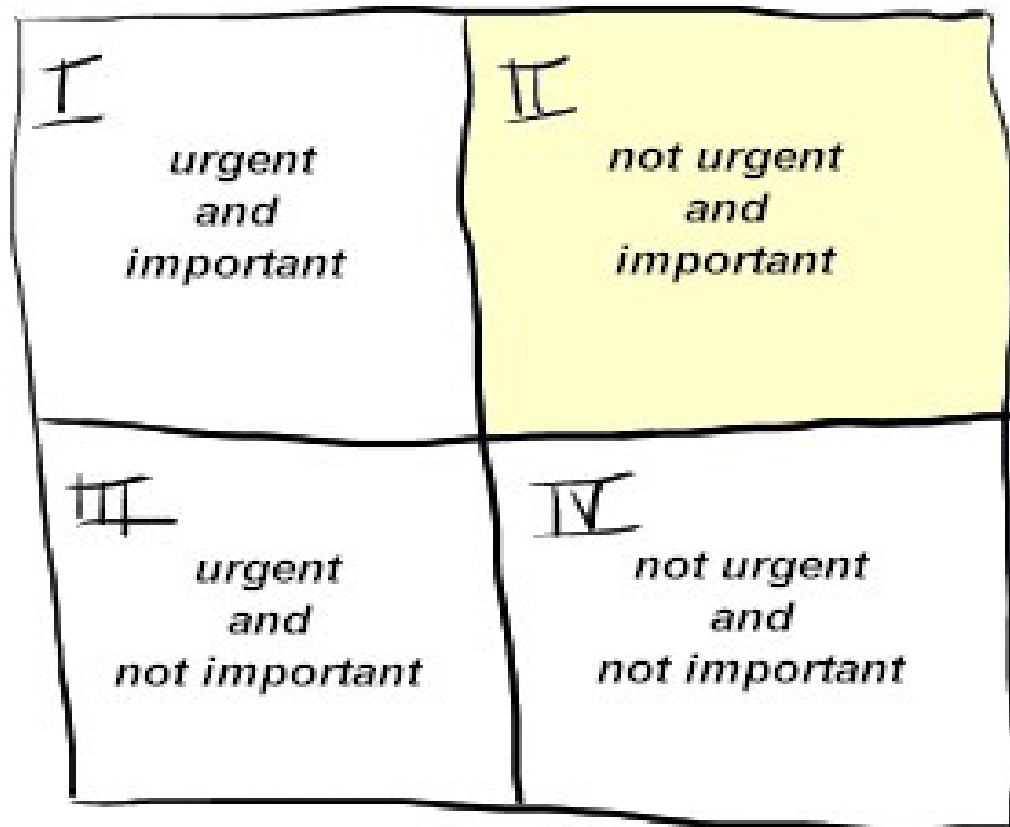 I
urgent
and
important
II
not urgent
and
important
III
urgent
and
not important
IV
not urgent
and
not important